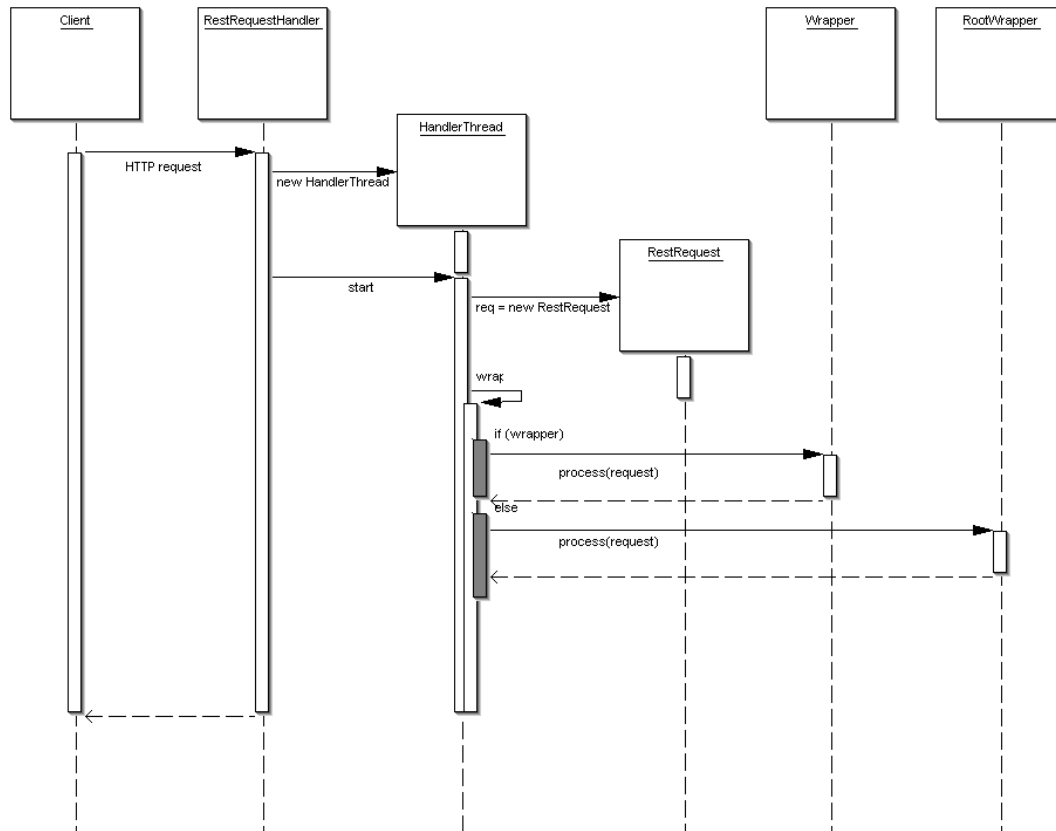 Client
RestRequestHandler
Wrapper
RootWrapper
HandlerThread
HTTP request
new HandlerThread
RestRequest
start
req = new RestRequest
wrap
if (wrapper)
process(request)
else
process(request)